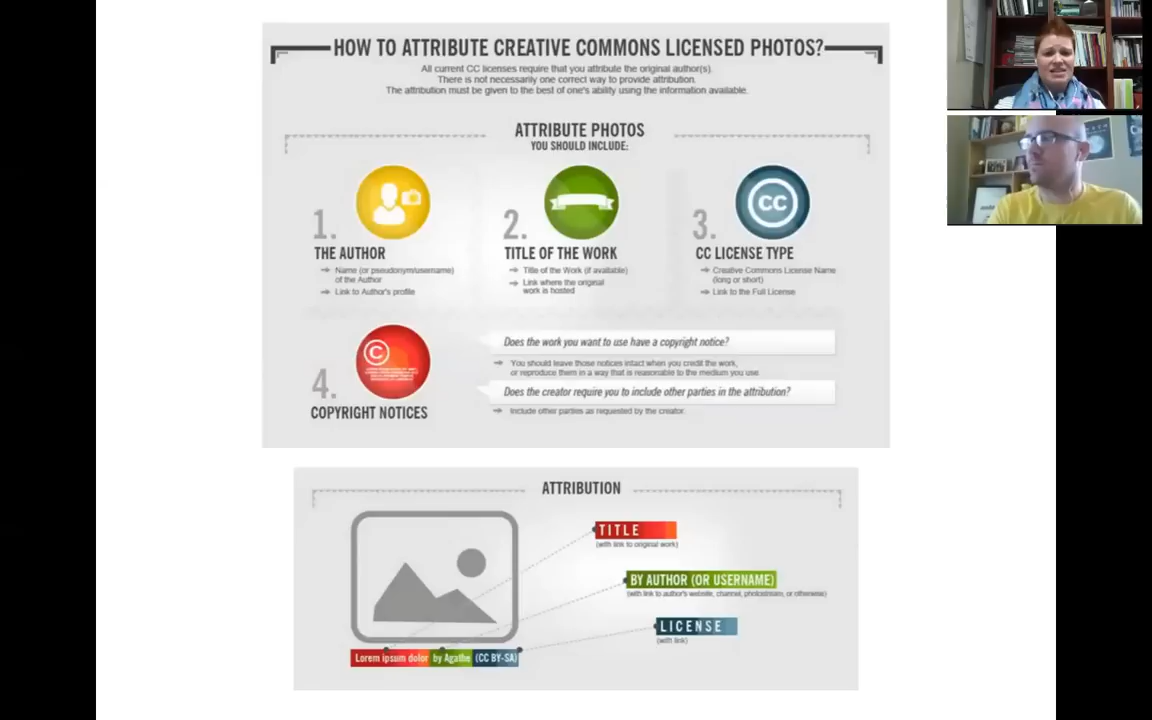 HOW TO ATTRIBUTE CREATIVE COMMONS LICENSED PHOTOS?
All current CC licenses require that you attribute the original author(s).
There is not necessarily one correct way to provide attribution.
The attribution must be given to the best of one's ability using the information available.
ATTRIBUTE PHOTOS
YOU SHOULD INCLUDE:
1.
THE AUTHOR
Name (or pseudonym/username)
of the Author
Link to Author's profile
2.
TITLE OF THE WORK
Title of the Work (if available)
Link where the original
work is hosted
CC
3.
CC LICENSE TYPE
Creative Commons License Name
(long or short)
Link to the Full License
©
4.
COPYRIGHT NOTICES
Does the work you want to use have a copyright notice?
You should leave those notices intact when you credit the work,
or reproduce them in a way that is reasonable to the medium you use.
Does the creator require you to include other parties in the attribution?
Include other parties as requested by the creator.
ATTRIBUTION
TITLE
(with link to original work)
BY AUTHOR (OR USERNAME)
(with link to author's website, channel, photostream, or otherwise)
LICENSE
(with link)
Lorem ipsum dolor by Agathe (CC BY-SA)